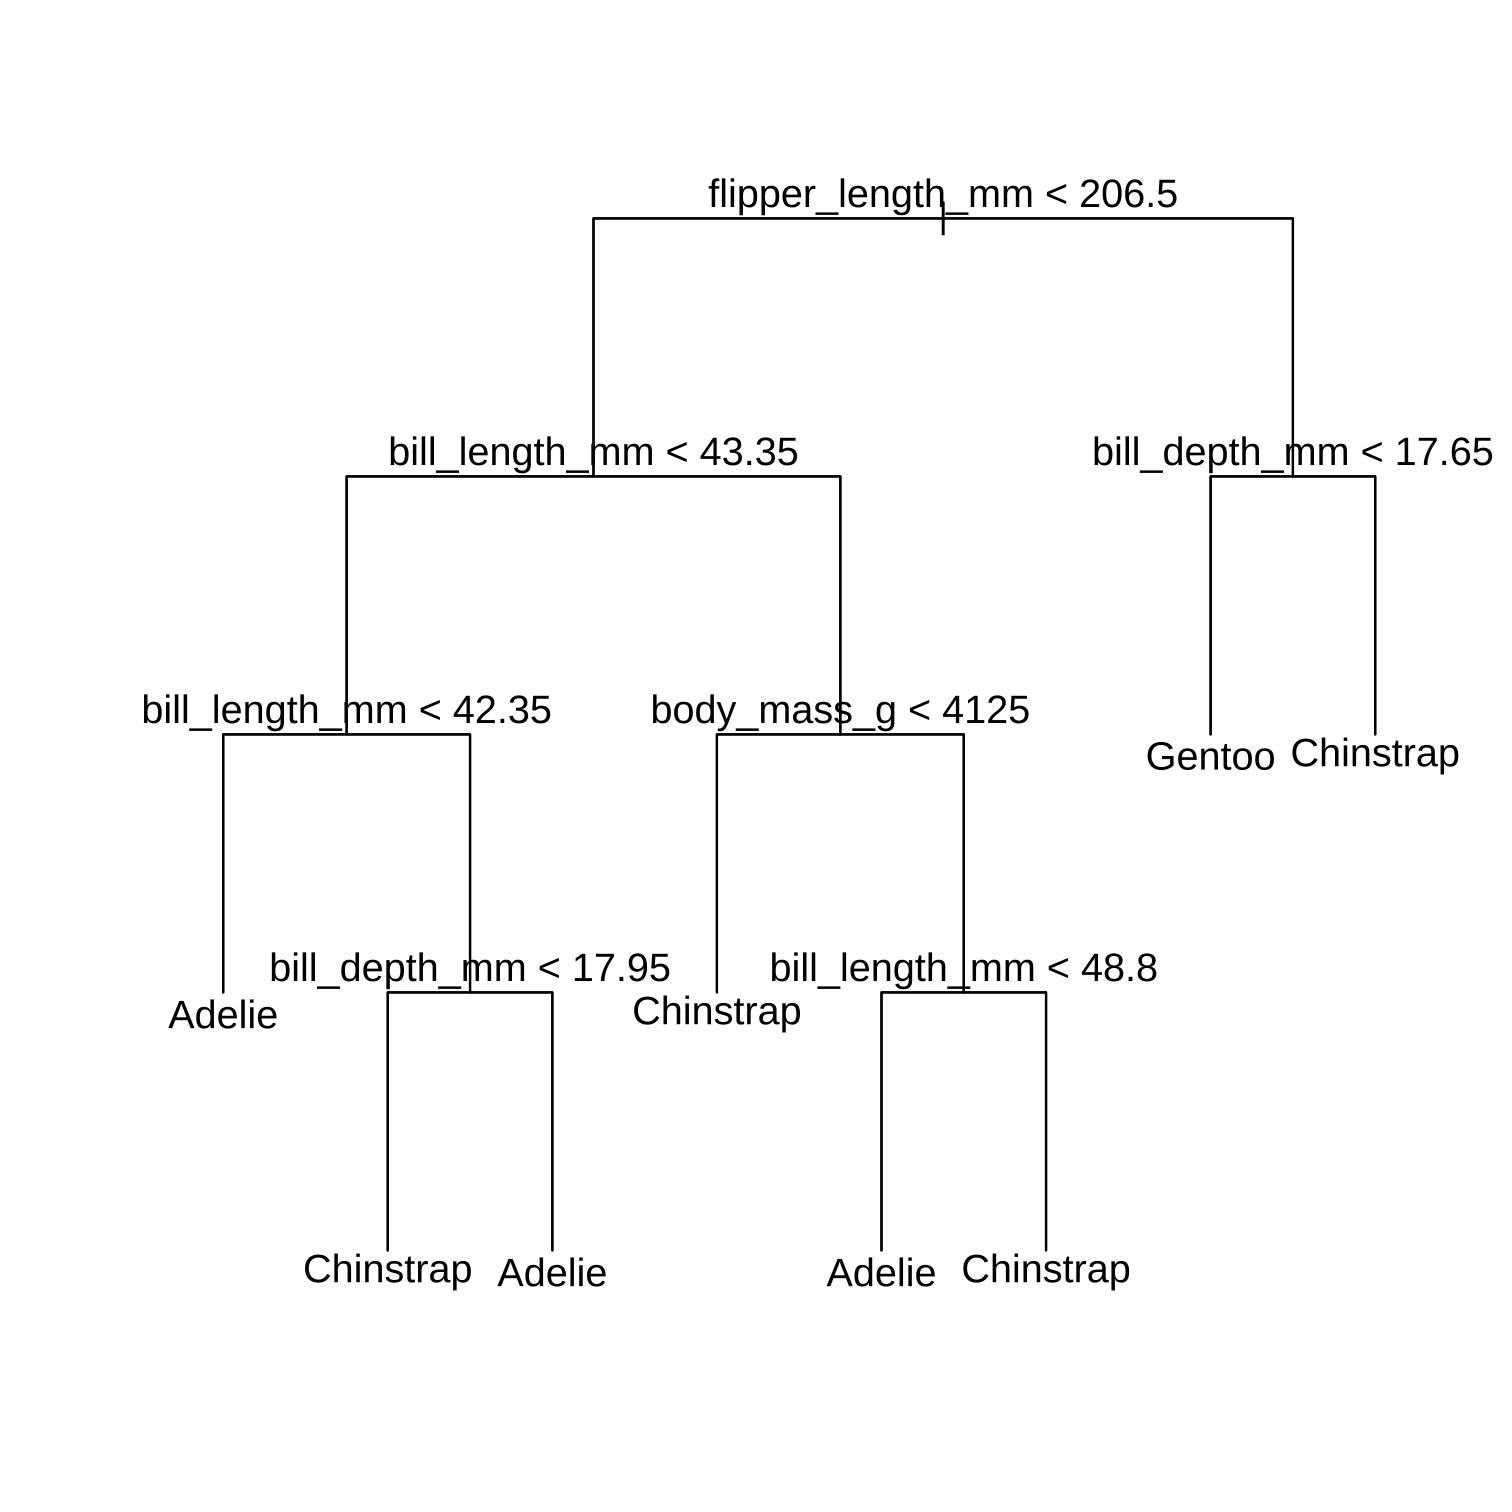 flipper_length_mm < 206.5
bill_length_mm < 43.35
bill_depth_mm < 17.65
bill_length_mm < 42.35
body_mass_g < 4125
Gentoo
Chinstrap
bill_depth_mm < 17.95
bill_length_mm < 48.8
Adelie
Chinstrap
Chinstrap
Adelie
Adelie
Chinstrap